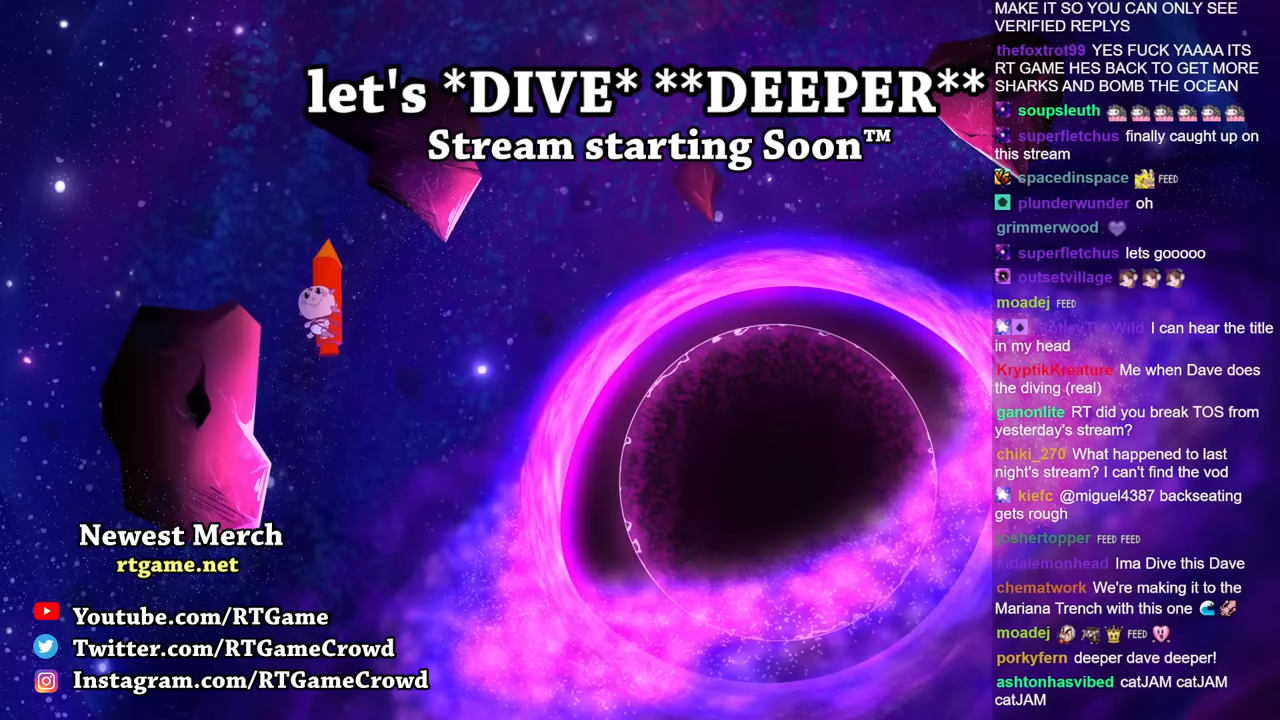 let's *DIVE* **DEEPER**
Stream starting Soon™
Newest Merch
rtgame.net
Youtube.com/RTGame
Twitter.com/RTGameCrowd
Instagram.com/RTGameCrowd
MAKE IT SO YOU CAN ONLY SEE
VERIFIED REPLYS
thefoxtrot99 YES FUCK YAAAA ITS
RT GAME HES BACK TO GET MORE
SHARKS AND BOMB THE OCEAN
soupsleuth
superfletchus finally caught up on
this stream
spacedinspace FEED
plunderwunder oh
grimmerwood
superfletchus lets gooooo
outsetvillage
moadej FEED
I can hear the title
in my head
KryptikKreature Me when Dave does
the diving (real)
ganonlite RT did you break TOS from
yesterday's stream?
chiki_270 What happened to last
night's stream? I can't find the vod
kiefc @miguel4387 backseating
gets rough
joshertopper FEED FEED
kidalemonhead Ima Dive this Dave
chematwork We're making it to the
Mariana Trench with this one
moadej FEED
porkyfern deeper dave deeper!
ashtonhasvibed catJAM catJAM
catJAM